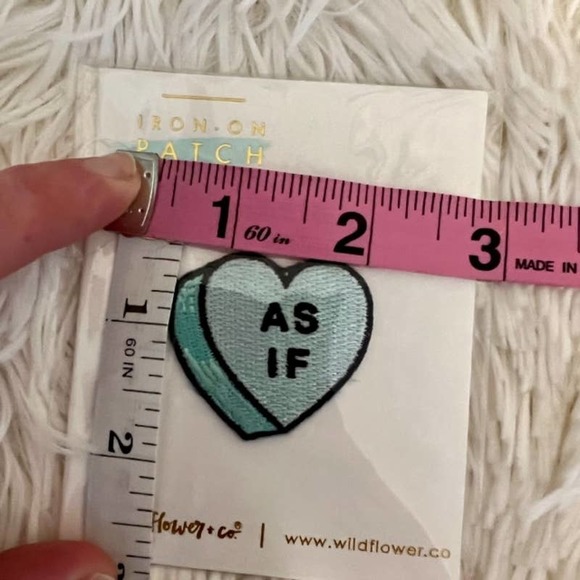 IRON-ON
PATCH
1
60 in
2
3
MADE IN
1
60 IN
2
AS
IF
flower + co.®
|
www.wildflower.co